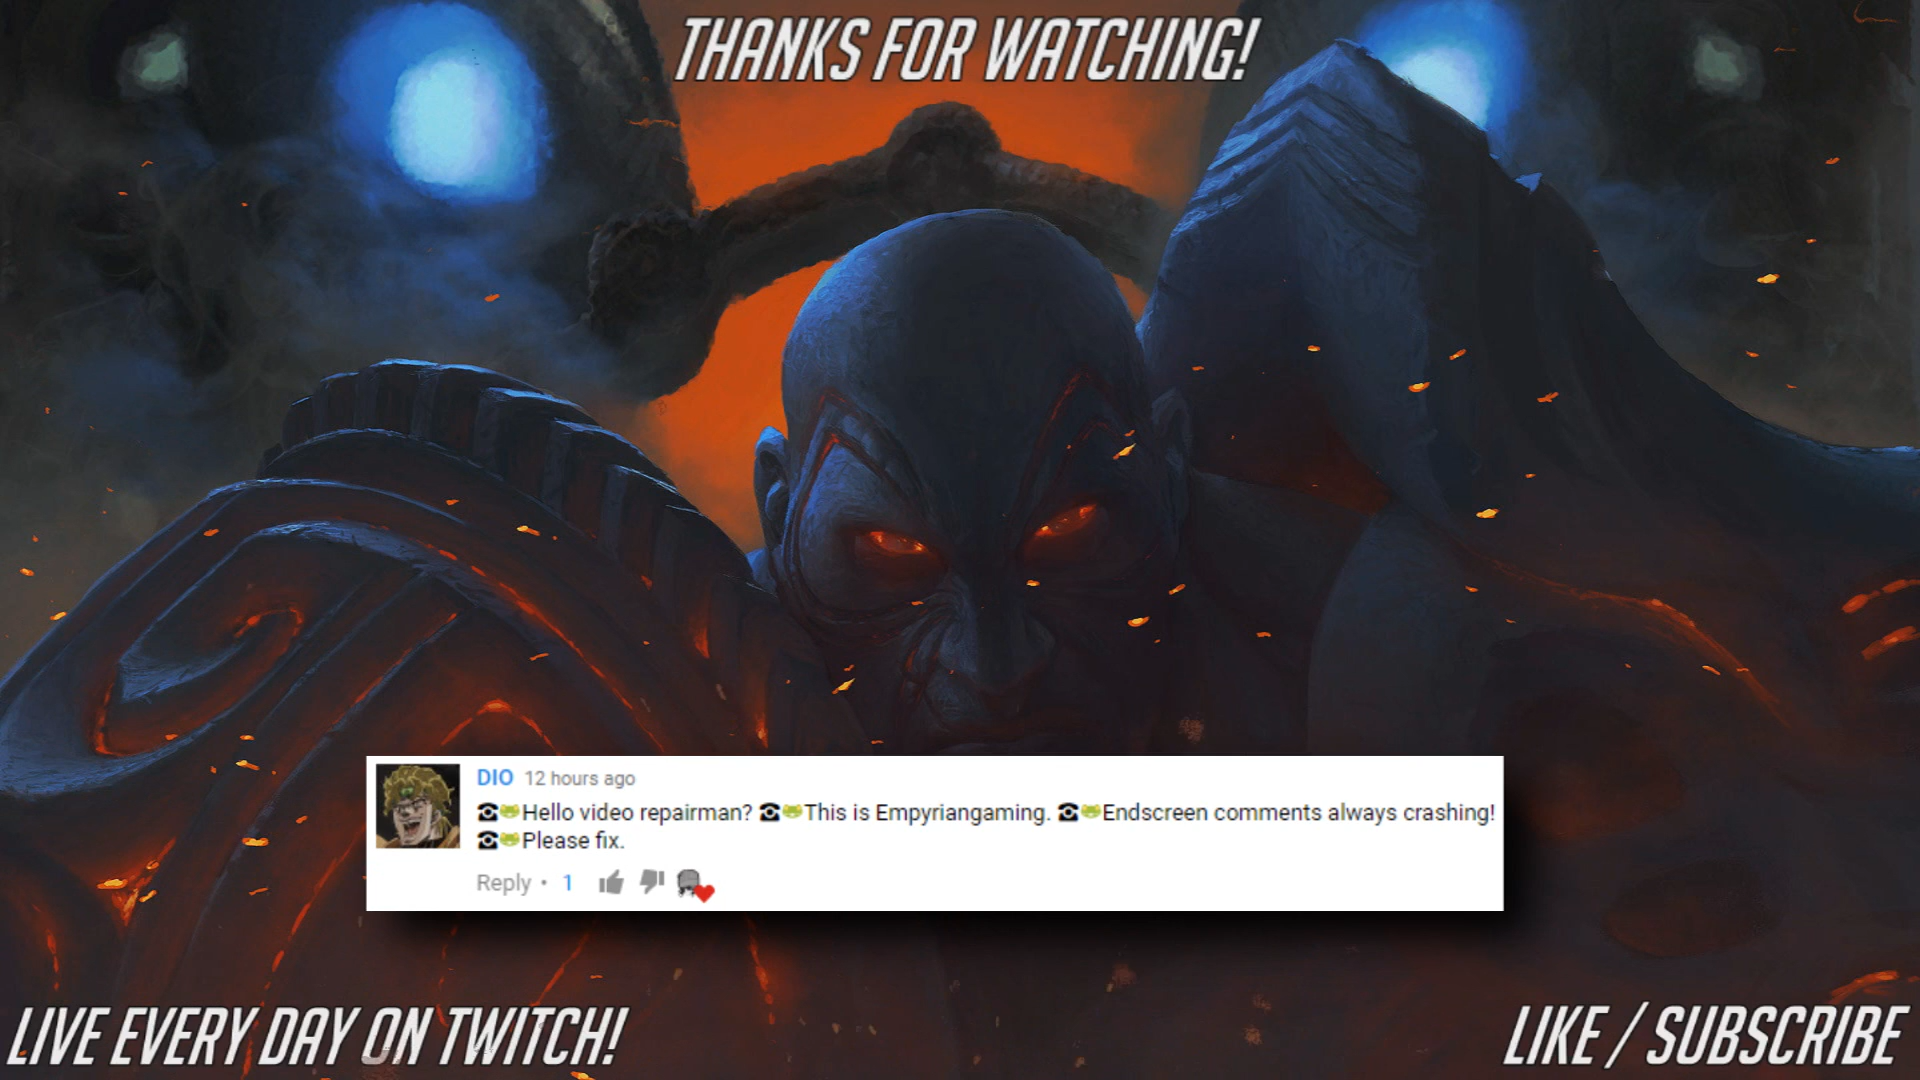 THANKS FOR WATCHING!
DIO 12 hours ago
☎🐸Hello video repairman? ☎🐸This is Empyriangaming. ☎🐸Endscreen comments always crashing!
☎🐸Please fix.
Reply • 1
LIVE EVERY DAY ON TWITCH!
LIKE / SUBSCRIBE